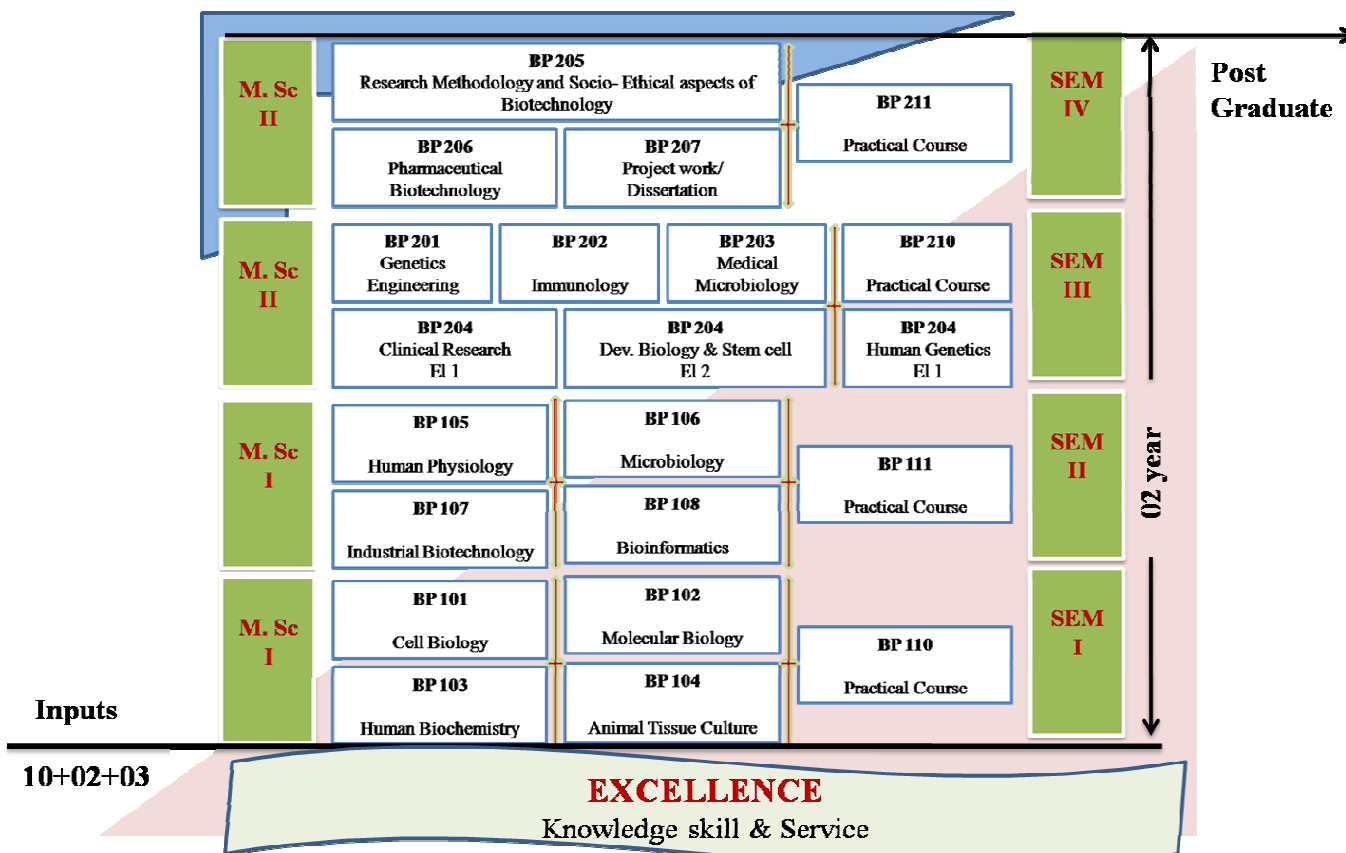 M. Sc
II
BP 205
Research Methodology and Socio- Ethical aspects of
Biotechnology
BP 206
Pharmaceutical
Biotechnology
BP 207
Project work/
Dissertation
BP 211
Practical Course
SEM
IV
Post
Graduate
M. Sc
II
BP 201
Genetics
Engineering
BP 202
Immunology
BP 203
Medical
Microbiology
BP 210
Practical Course
BP 204
Clinical Research
El 1
BP 204
Dev. Biology & Stem cell
El 2
BP 204
Human Genetics
El 1
SEM
III
M. Sc
I
BP 105
Human Physiology
BP 106
Microbiology
BP 107
Industrial Biotechnology
BP 108
Bioinformatics
BP 111
Practical Course
SEM
II
02 year
M. Sc
I
BP 101
Cell Biology
BP 102
Molecular Biology
BP 103
Human Biochemistry
BP 104
Animal Tissue Culture
BP 110
Practical Course
SEM
I
Inputs
10+02+03
EXCELLENCE
Knowledge skill & Service